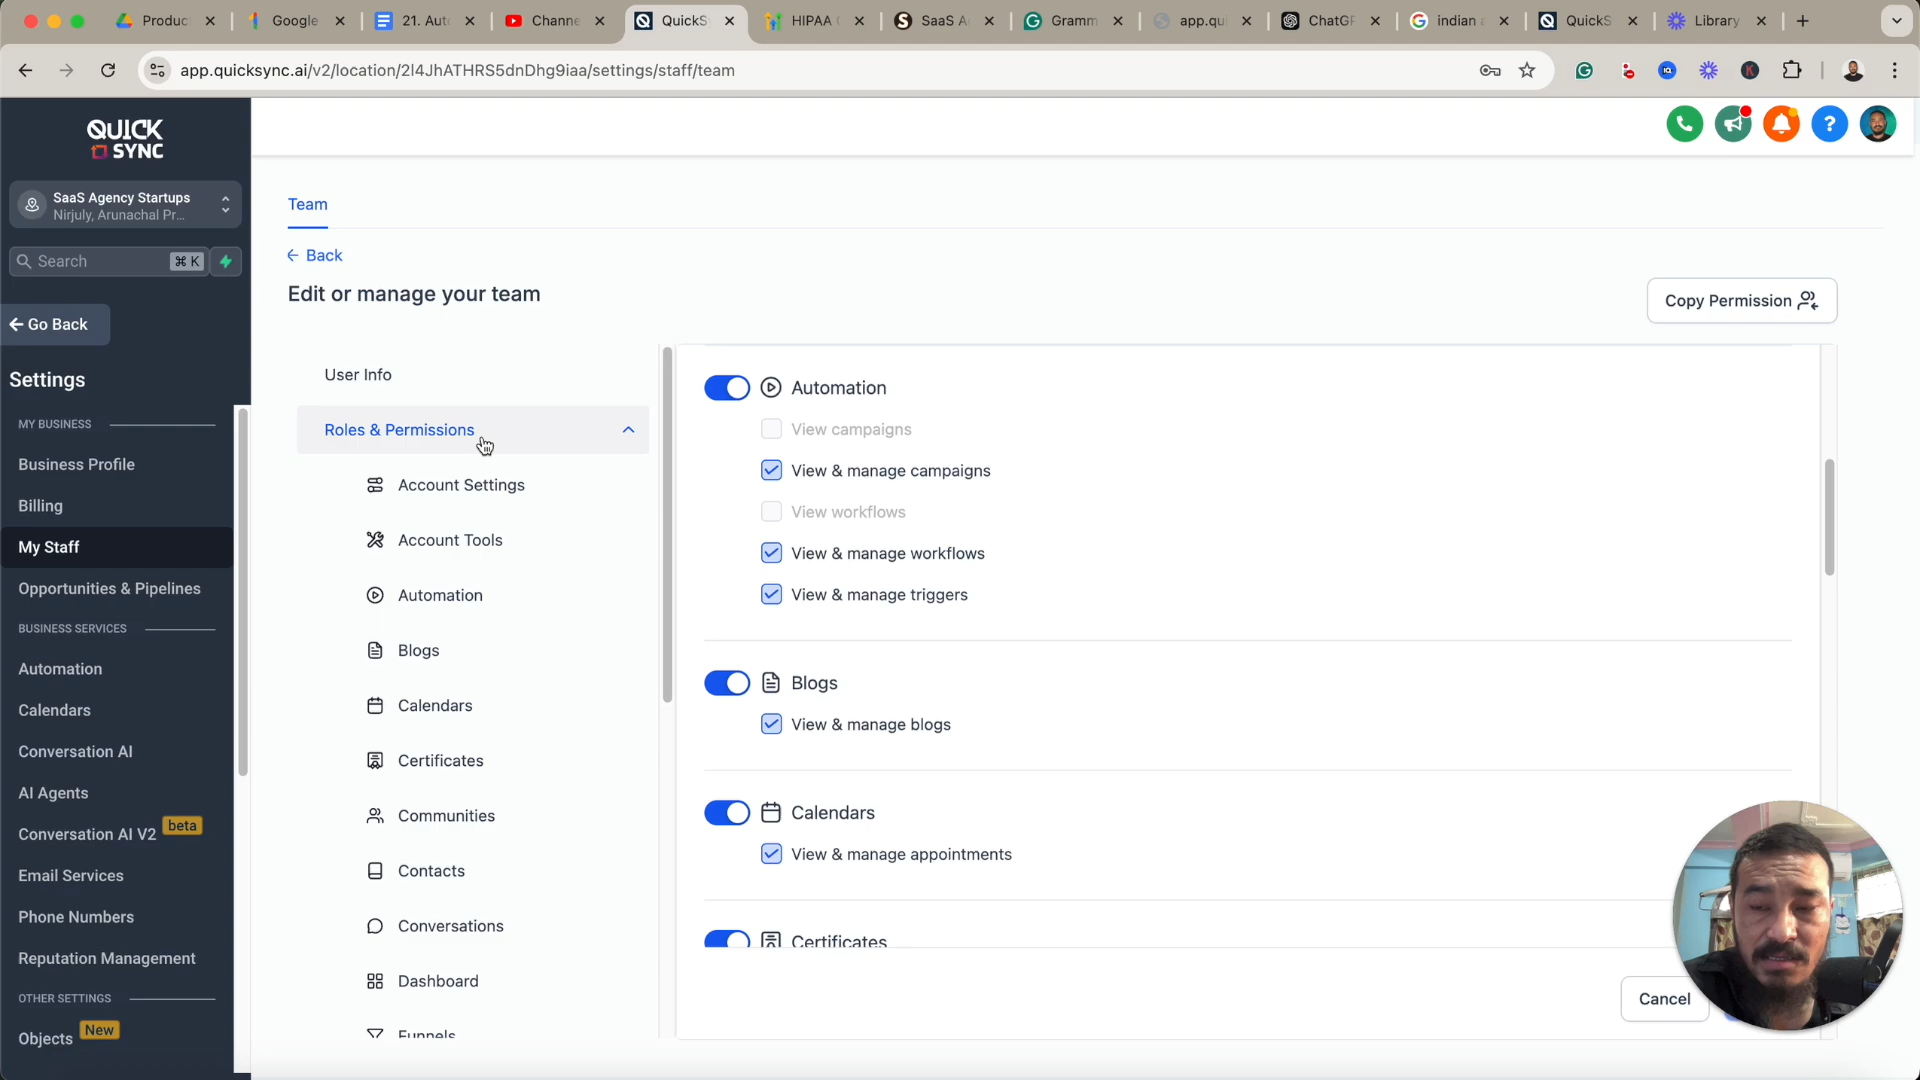 Produc
Google
21. Aut
Channe
QuickS
HIPAA
SaaS A
Gramm
app.qui
ChatGP
indian
QuickS
Library
app.quicksync.ai/v2/location/2l4JhATHRS5dnDhg9iaa/settings/staff/team
QUICK
SYNC
SaaS Agency Startups
Nirjuly, Arunachal Pr...
Search
⌘ K
Go Back
Settings
MY BUSINESS
Business Profile
Billing
My Staff
Opportunities & Pipelines
BUSINESS SERVICES
Automation
Calendars
Conversation AI
AI Agents
Conversation AI V2 beta
Email Services
Phone Numbers
Reputation Management
OTHER SETTINGS
Objects New
Team
Back
Edit or manage your team
Copy Permission
User Info
Roles & Permissions
Account Settings
Account Tools
Automation
Blogs
Calendars
Certificates
Communities
Contacts
Conversations
Dashboard
Funnels
Automation
View campaigns
View & manage campaigns
View workflows
View & manage workflows
View & manage triggers
Blogs
View & manage blogs
Calendars
View & manage appointments
Certificates
Cancel